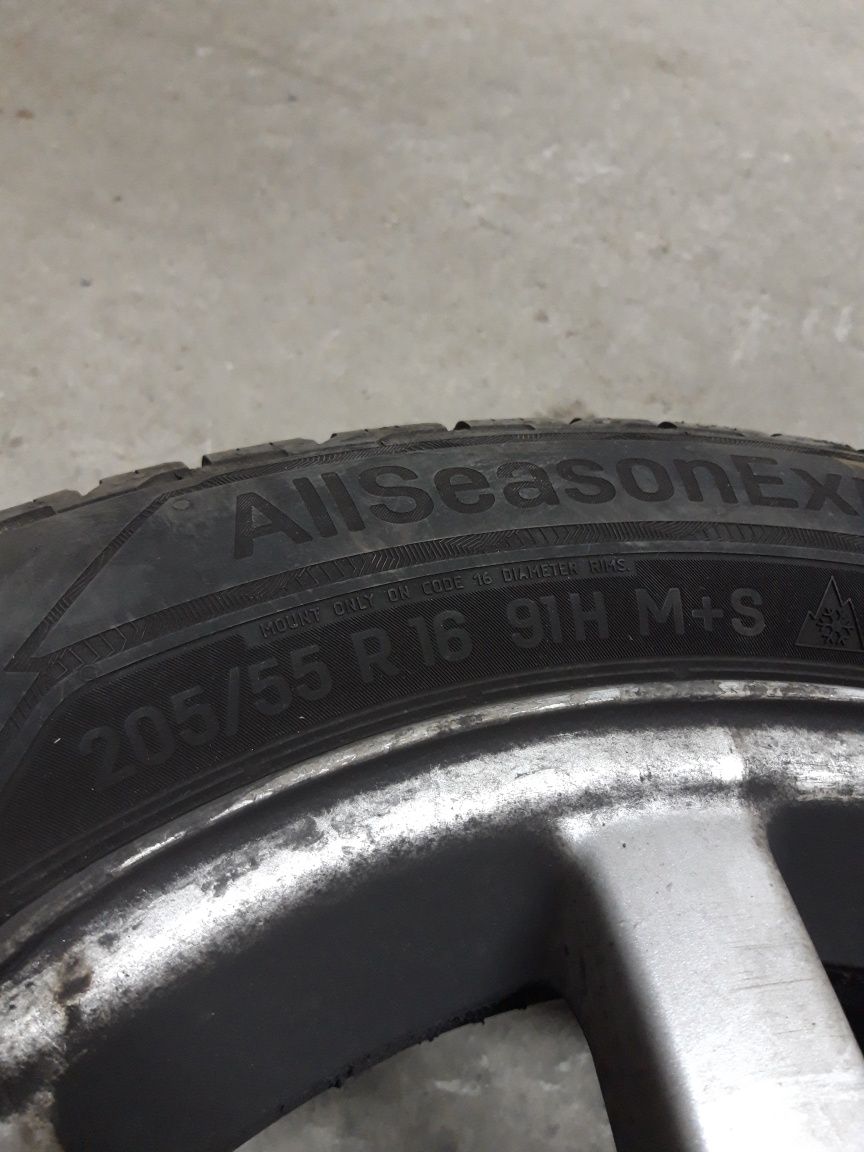 AllSeasonEx
MOUNT ONLY ON CODE 16 DIAMETER RIMS.
205/55 R 16 91H M+S